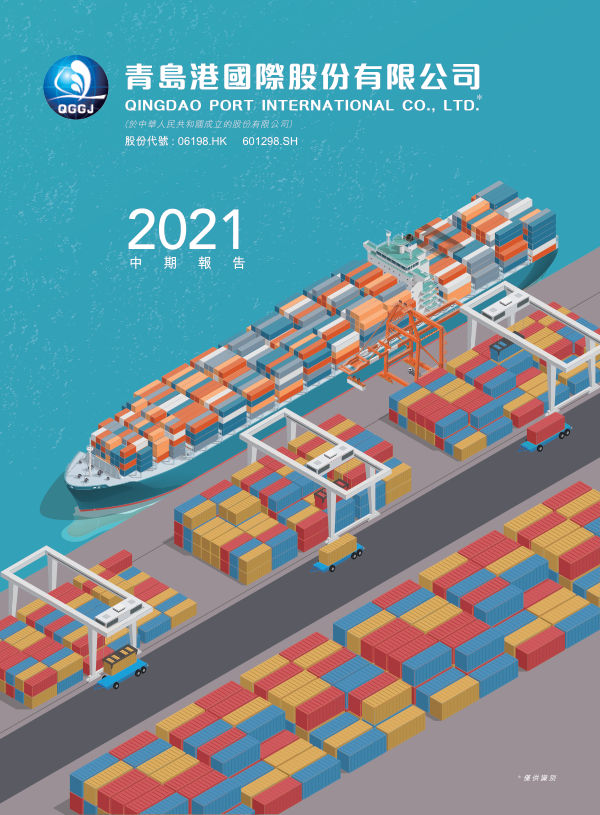 QGGJ
青島港國際股份有限公司
QINGDAO PORT INTERNATIONAL CO., LTD.*
(於中華人民共和國成立的股份有限公司)
股份代號 : 06198.HK 601298.SH
2021
中期報告
* 僅供識別